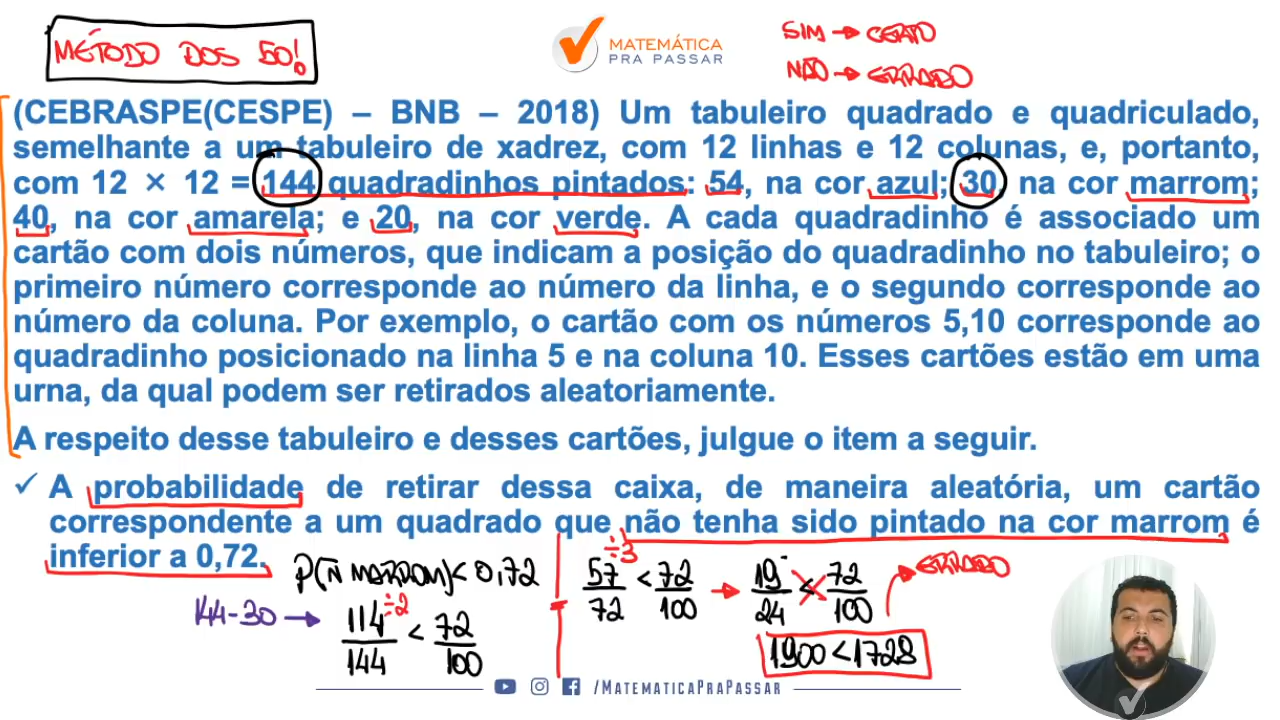 MÉTODO DOS 50!
MATEMÁTICA
PRA PASSAR
SIM → CERTO
NÃO → ERRADO
(CEBRASPE(CESPE) – BNB – 2018) Um tabuleiro quadrado e quadriculado,
semelhante a um tabuleiro de xadrez, com 12 linhas e 12 colunas, e, portanto,
com 12 × 12 = 144 quadradinhos pintados: 54, na cor azul; 30, na cor marrom;
40, na cor amarela; e 20, na cor verde. A cada quadradinho é associado um
cartão com dois números, que indicam a posição do quadradinho no tabuleiro; o
primeiro número corresponde ao número da linha, e o segundo corresponde ao
número da coluna. Por exemplo, o cartão com os números 5,10 corresponde ao
quadradinho posicionado na linha 5 e na coluna 10. Esses cartões estão em uma
urna, da qual podem ser retirados aleatoriamente.
A respeito desse tabuleiro e desses cartões, julgue o item a seguir.
✓ A probabilidade de retirar dessa caixa, de maneira aleatória, um cartão
correspondente a um quadrado que não tenha sido pintado na cor marrom é
inferior a 0,72.
P(Ñ MARROM) < 0,72
144-30 →
114 ÷2 < 72
144 100
÷3
57 < 72 → 19 < 72 → ERRADO
72 100 24 100
1900 < 1728
/MATEMATICAPRAPASSAR